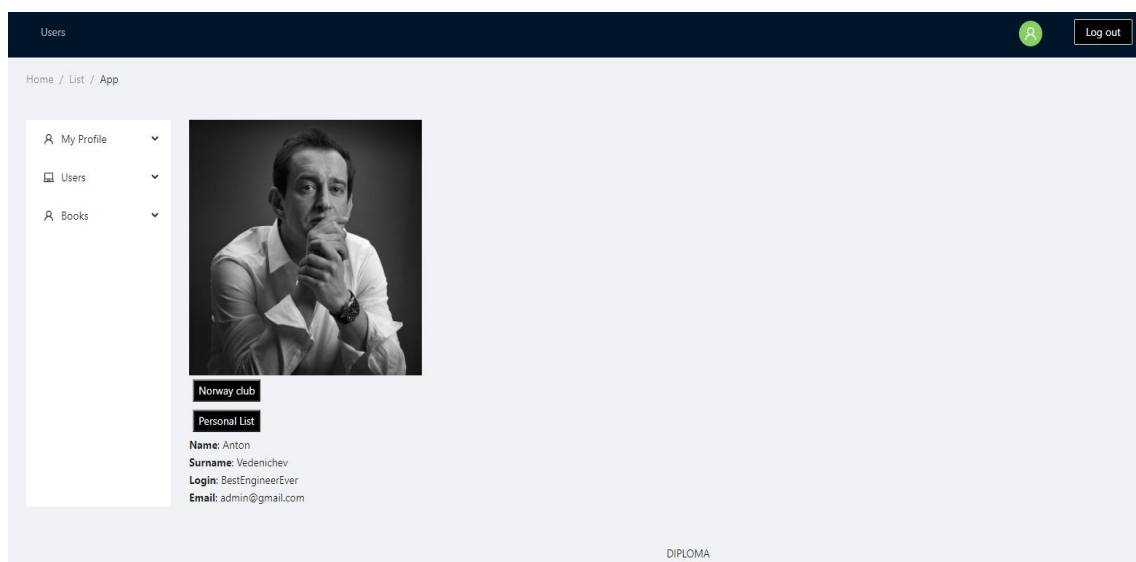 Users
Log out
Home / List / App
My Profile
Users
Books
Norway club
Personal List
Name: Anton
Surname: Vedenichev
Login: BestEngineerEver
Email: admin@gmail.com
DIPLOMA